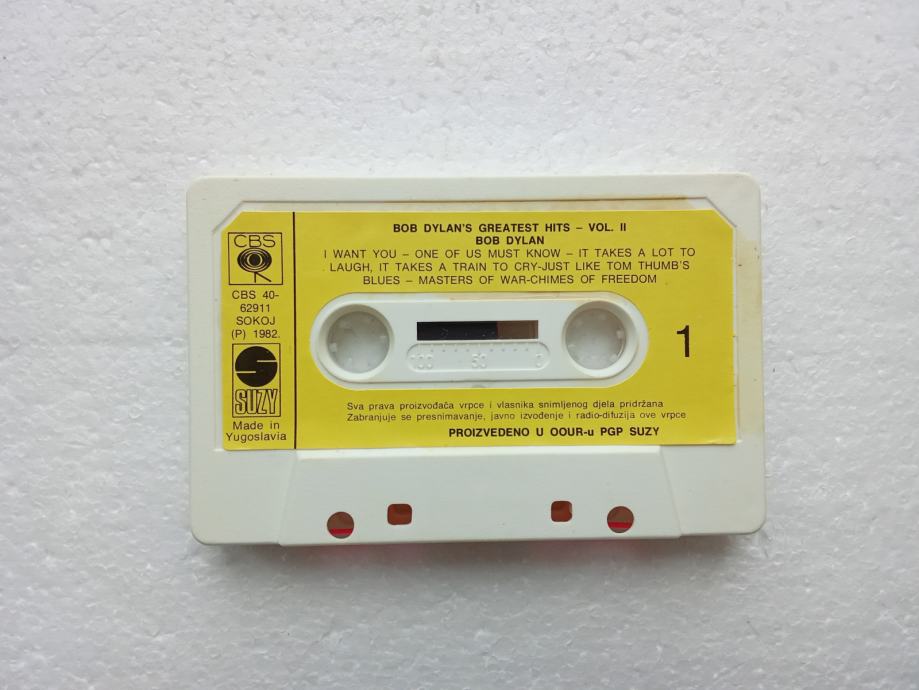 BOB DYLAN'S GREATEST HITS – VOL. II
BOB DYLAN
I WANT YOU – ONE OF US MUST KNOW – IT TAKES A LOT TO
LAUGH, IT TAKES A TRAIN TO CRY-JUST LIKE TOM THUMB'S
BLUES – MASTERS OF WAR-CHIMES OF FREEDOM
CBS
CBS 40-
62911
SOKOJ
(P) 1982.
SUZY
Made in
Yugoslavia
100 50 0
1
Sva prava proizvođača vrpce i vlasnika snimljenog djela pridržana
Zabranjuje se presnimavanje, javno izvođenje i radio-difuzija ove vrpce
PROIZVEDENO U OOUR-u PGP SUZY